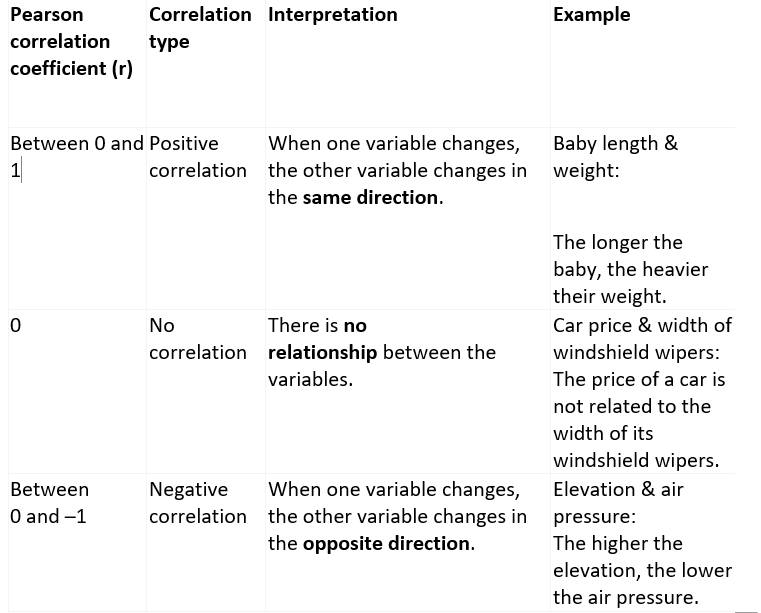 Pearson
correlation
coefficient (r)
Correlation
type
Interpretation
Example
Between 0 and
1
Positive
correlation
When one variable changes,
the other variable changes in
the same direction.
Baby length &
weight:
The longer the
baby, the heavier
their weight.
0
No
correlation
There is no
relationship between the
variables.
Car price & width of
windshield wipers:
The price of a car is
not related to the
width of its
windshield wipers.
Between
0 and –1
Negative
correlation
When one variable changes,
the other variable changes in
the opposite direction.
Elevation & air
pressure:
The higher the
elevation, the lower
the air pressure.